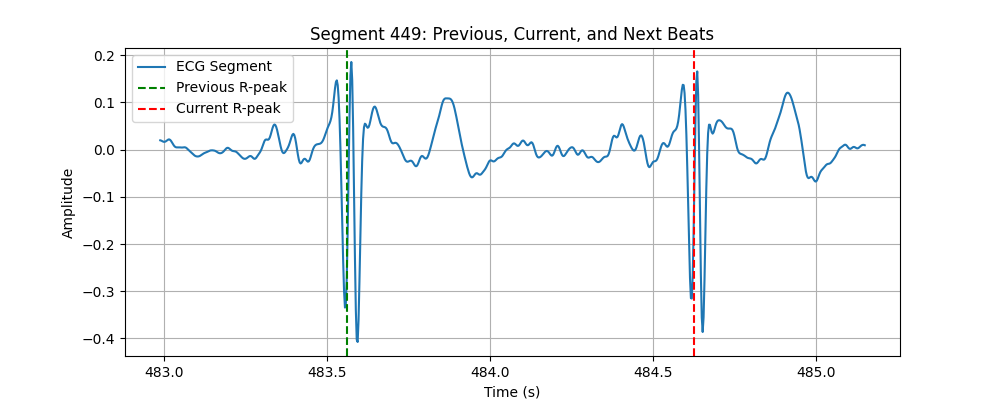 Segment 449: Previous, Current, and Next Beats
ECG Segment
Previous R-peak
Current R-peak
0.2
0.1
0.0
−0.1
−0.2
−0.3
−0.4
Amplitude
483.0 483.5 484.0 484.5 485.0
Time (s)